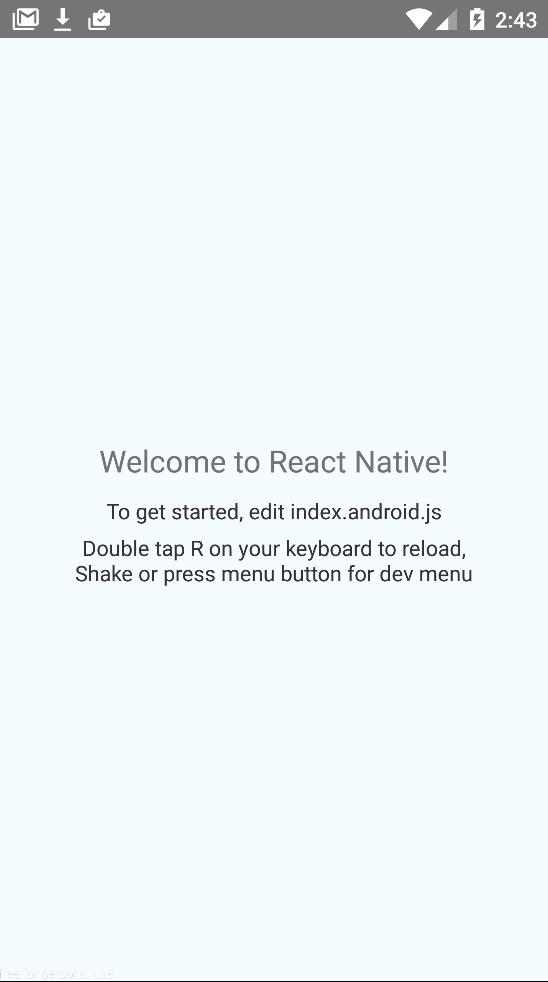 2:43
Welcome to React Native!
To get started, edit index.android.js
Double tap R on your keyboard to reload,
Shake or press menu button for dev menu
free for personal use